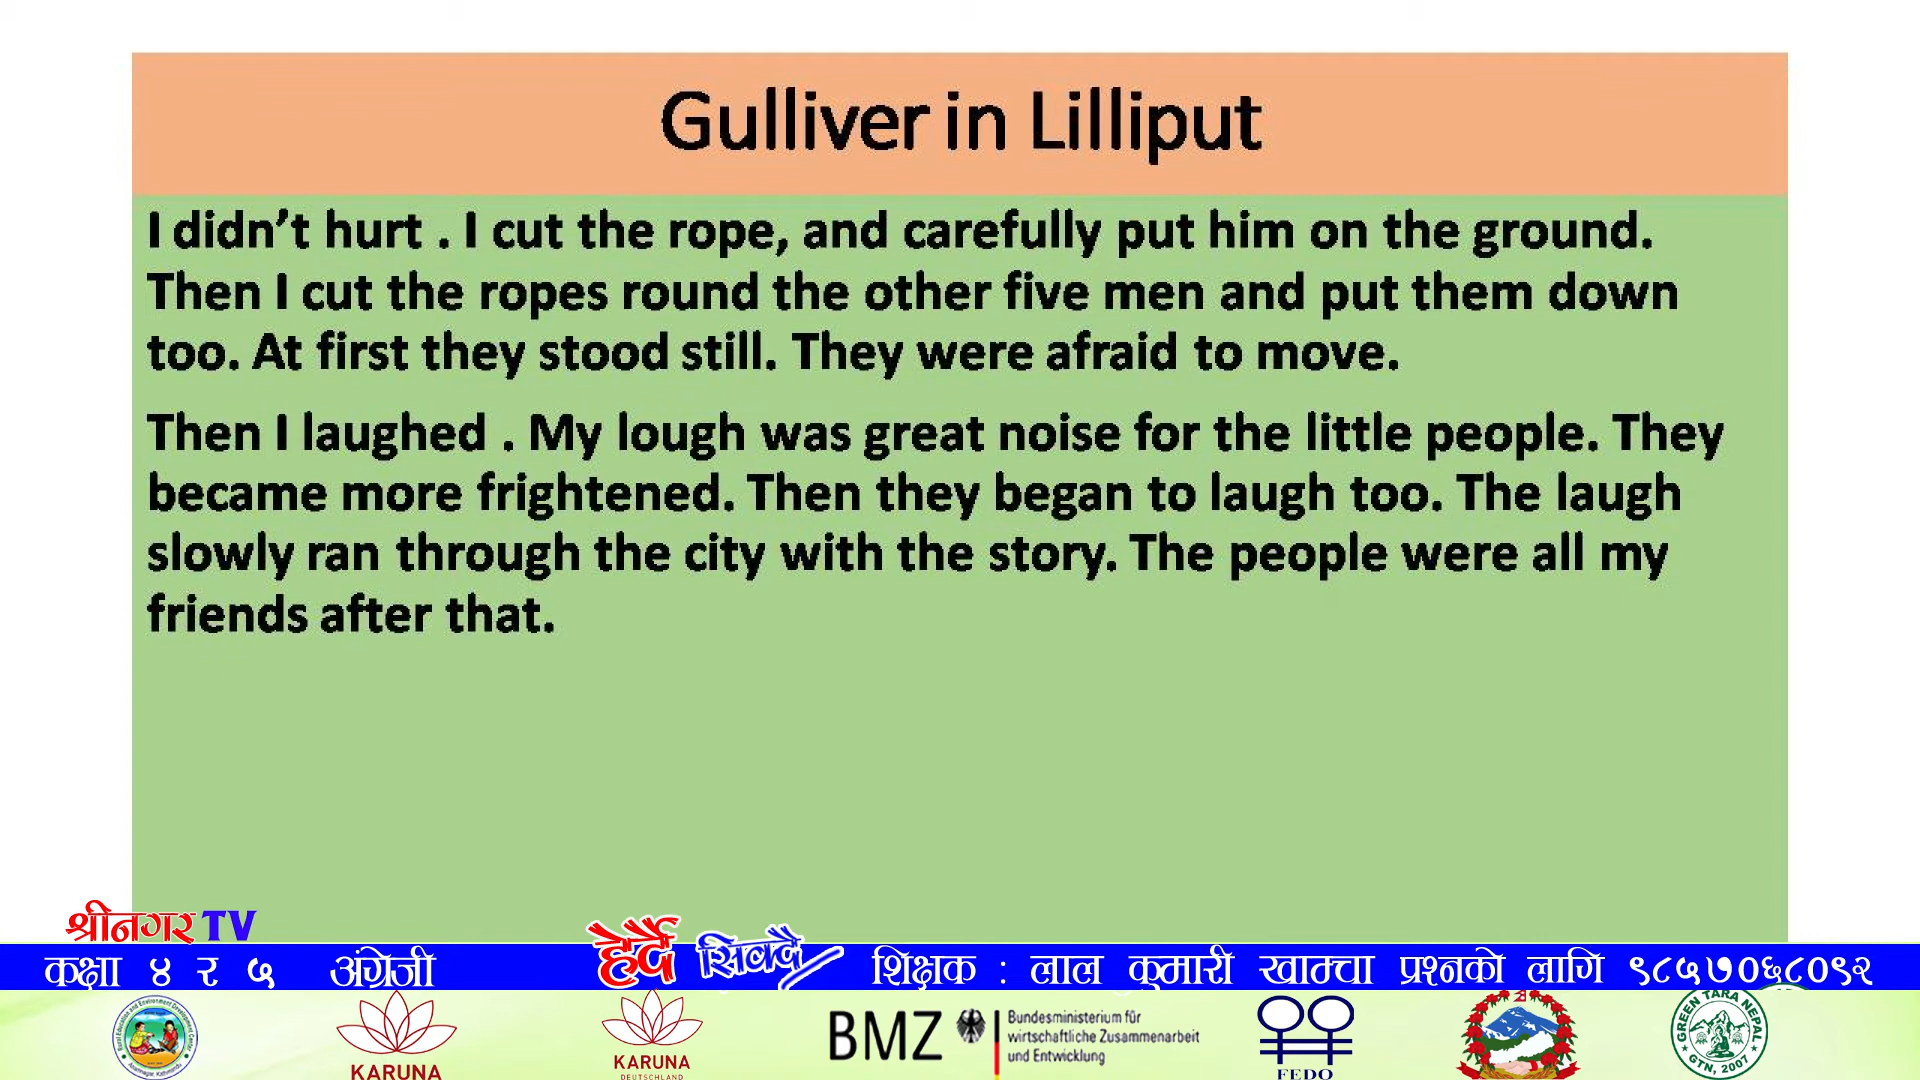 Gulliver in Lilliput
I didn’t hurt . I cut the rope, and carefully put him on the ground.
Then I cut the ropes round the other five men and put them down
too. At first they stood still. They were afraid to move.
Then I laughed . My lough was great noise for the little people. They
became more frightened. Then they began to laugh too. The laugh
slowly ran through the city with the story. The people were all my
friends after that.
श्रीनगर TV
कक्षा ४ र ५ अंग्रेजी हेर्दै सिक्दै शिक्षक : लाल कुमारी खाम्चा प्रश्नको लागि ९८५७०६८०९२
KARUNA
KARUNA
DEUTSCHLAND
BMZ
Bundesministerium für
wirtschaftliche Zusammenarbeit
und Entwicklung
FEDO
GREEN TARA NEPAL
GTN, 2007